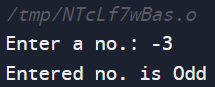 /tmp/NTcLf7wBas.o
Enter a no.: -3
Entered no. is Odd